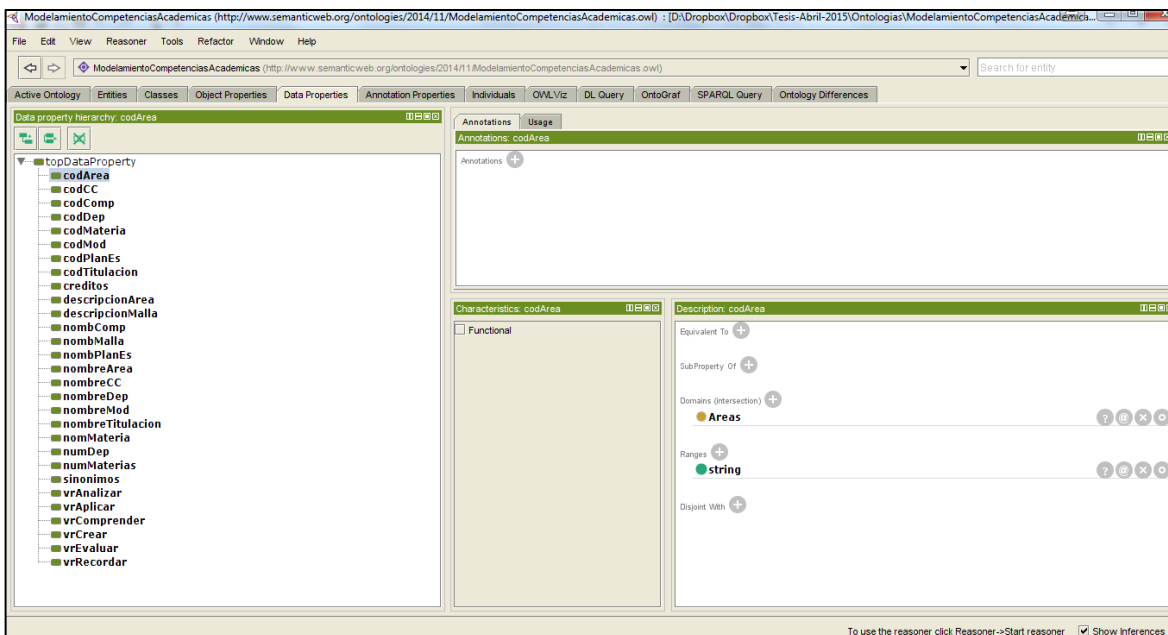 ModelamientoCompetenciasAcademicas (http://www.semanticweb.org/ontologies/2014/11/ModelamientoCompetenciasAcademicas.owl) : [D:\Dropbox\Dropbox\Tesis-Abril-2015\Ontologias\ModelamientoCompetenciasAcadémica...
File Edit View Reasoner Tools Refactor Window Help
ModelamientoCompetenciasAcademicas (http://www.semanticweb.org/ontologies/2014/11/ModelamientoCompetenciasAcademicas.owl)
Search for entity
Active Ontology Entities Classes Object Properties Data Properties Annotation Properties Individuals OWLViz DL Query OntoGraf SPARQL Query Ontology Differences
Data property hierarchy: codArea
topDataProperty
codArea
codCC
codComp
codDep
codMateria
codMod
codPlanEs
codTitulacion
creditos
descripcionArea
descripcionMalla
nombComp
nombMalla
nombPlanEs
nombreArea
nombreCC
nombreDep
nombreMod
nombreTitulacion
nomMateria
numDep
numMaterias
sinonimos
vrAnalizar
vrAplicar
vrComprender
vrCrear
vrEvaluar
vrRecordar
Annotations Usage
Annotations: codArea
Annotations
Characteristics: codArea
Functional
Description: codArea
Equivalent To
SubProperty Of
Domains (intersection)
Areas
Ranges
string
Disjoint With
To use the reasoner click Reasoner->Start reasoner Show Inferences